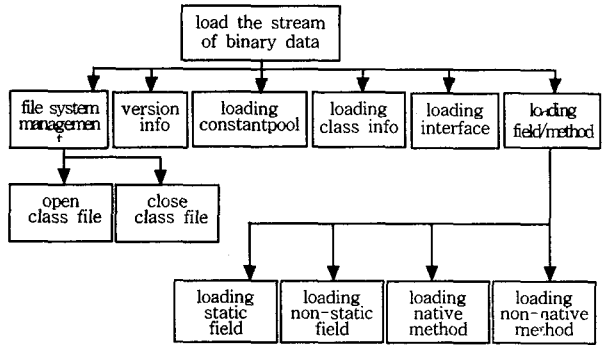 load the stream
of binary data
file system
managemen
t
version
info
loading
constantpool
loading
class info
loading
interface
loading
field/method
open
class file
close
class file
loading
static
field
loading
non-static
field
loading
native
method
loading
non-native
method